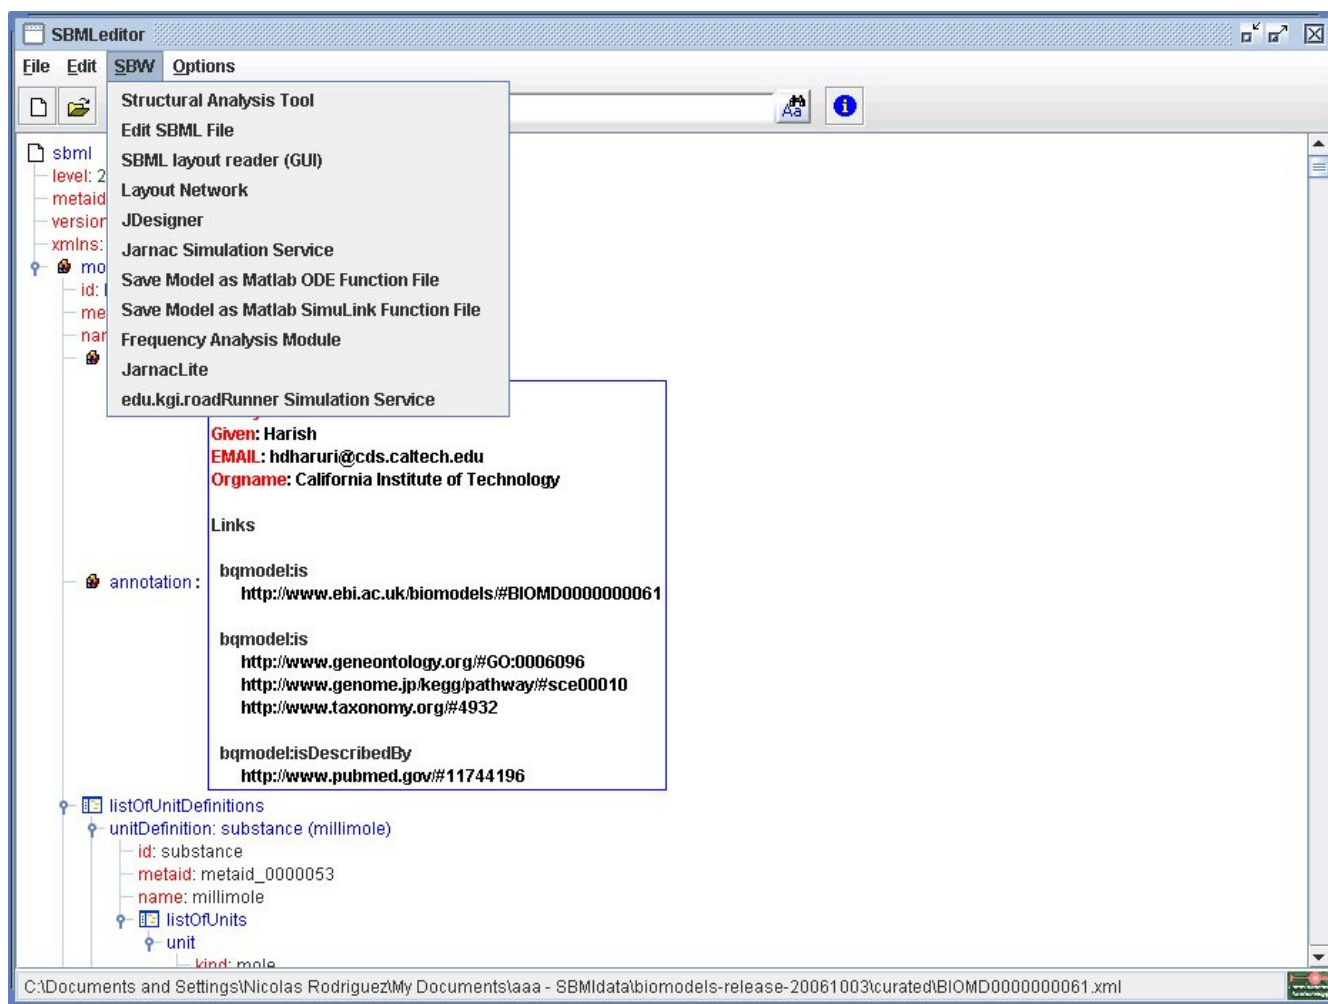 SBMLeditor
File Edit SBW Options
Structural Analysis Tool
Edit SBML File
SBML layout reader (GUI)
Layout Network
JDesigner
Jarnac Simulation Service
Save Model as Matlab ODE Function File
Save Model as Matlab SimuLink Function File
Frequency Analysis Module
JarnacLite
edu.kgi.roadRunner Simulation Service
Aa
sbml
level: 2
metaid
version
xmlns:
mo
id:
me
nar
Given: Harish
EMAIL: hdharuri@cds.caltech.edu
Orgname: California Institute of Technology
Links
annotation :
bqmodel:is
http://www.ebi.ac.uk/biomodels/#BIOMD0000000061
bqmodel:is
http://www.geneontology.org/#GO:0006096
http://www.genome.jp/kegg/pathway/#sce00010
http://www.taxonomy.org/#4932
bqmodel:isDescribedBy
http://www.pubmed.gov/#11744196
listOfUnitDefinitions
unitDefinition: substance (millimole)
id: substance
metaid: metaid_0000053
name: millimole
listOfUnits
unit
kind: mole
C:\Documents and Settings\Nicolas Rodriguez\My Documents\aaa - SBMldata\biomodels-release-20061003\curated\BIOMD0000000061.xml